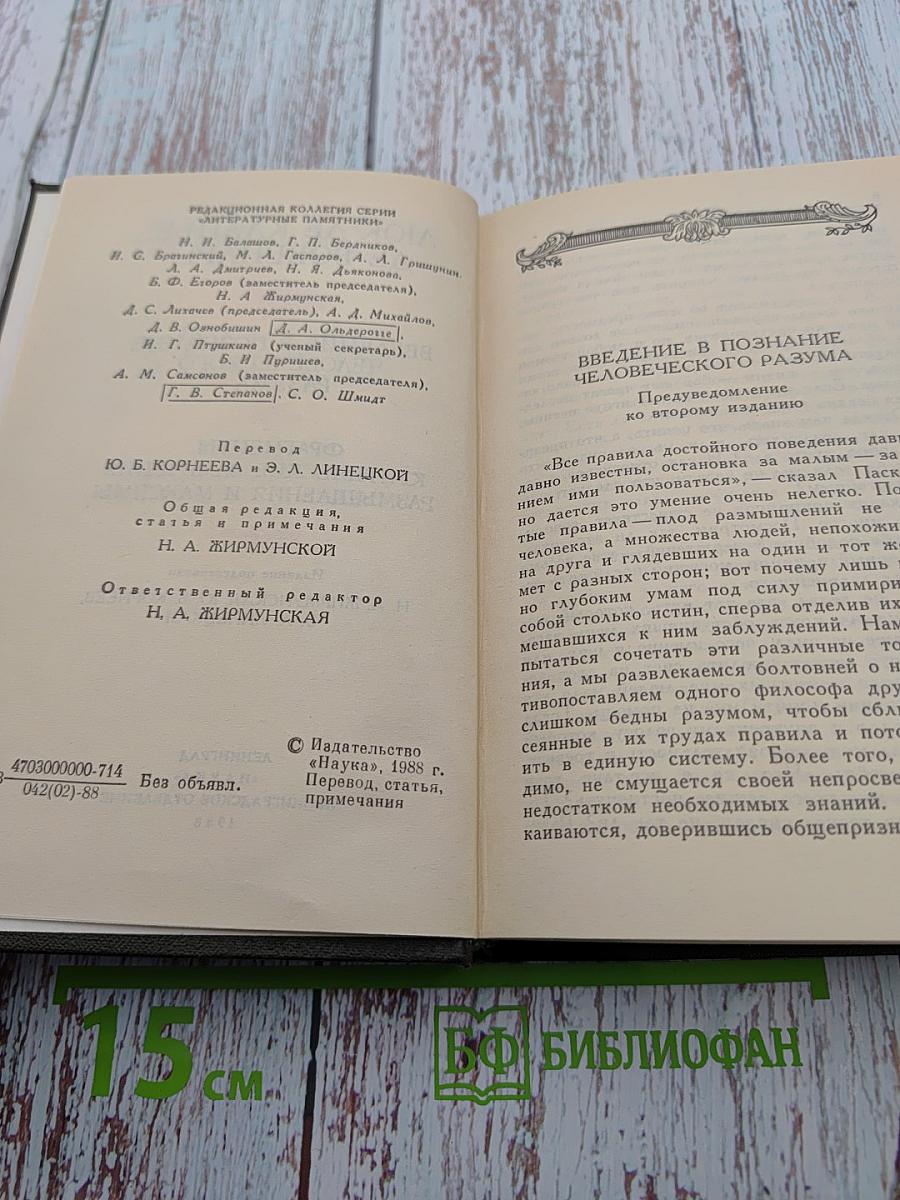 РЕДАКЦИОННАЯ КОЛЛЕГИЯ СЕРИИ
«ЛИТЕРАТУРНЫЕ ПАМЯТНИКИ»
Н. И. Балашов, Г. П. Бердников,
И. С. Брагинский, М. Л. Гаспаров, А. Л. Гришунин,
Л. А. Дмитриев, Н. Я. Дьяконова,
Б. Ф. Егоров (заместитель председателя),
Н. А Жирмунская,
Д. С. Лихачев (председатель), А. Д. Михайлов,
Д. В. Ознобишин Д. А. Ольдерогге,
И. Г. Птушкина (ученый секретарь),
Б. И Пуришев,
А. М. Самсонов (заместитель председателя),
Г. В. Степанов, С. О. Шмидт
Перевод
Ю. Б. КОРНЕЕВА и Э. Л. ЛИНЕЦКОЙ
Общая редакция,
статья и примечания
Н. А. ЖИРМУНСКОЙ
Ответственный редактор
Н. А. ЖИРМУНСКАЯ
4703000000-714
042(02)-88
Без объявл.
© Издательство
«Наука», 1988 г.
Перевод, статья,
примечания
ВВЕДЕНИЕ В ПОЗНАНИЕ
ЧЕЛОВЕЧЕСКОГО РАЗУМА
Предуведомление
ко второму изданию
«Все правила достойного поведения дав
давно известны, остановка за малым — за
нием ими пользоваться», — сказал Паск
но дается это умение очень нелегко. По
тые правила — плод размышлений не
человека, а множества людей, непохожи
на друга и глядевших на один и тот ж
мет с разных сторон; вот почему лишь
но глубоким умам под силу примири
собой столько истин, сперва отделив их
мешавшихся к ним заблуждений. Нам
пытаться сочетать эти различные то
ния, а мы развлекаемся болтовней о н
тивопоставляем одного философа дру
слишком бедны разумом, чтобы сбли
сеянные в их трудах правила и пото
ить в единую систему. Более того,
димо, не смущается своей непросве
недостатком необходимых знаний.
каиваются, доверившись общепризн
15 см
БФ БИБЛИОФАН